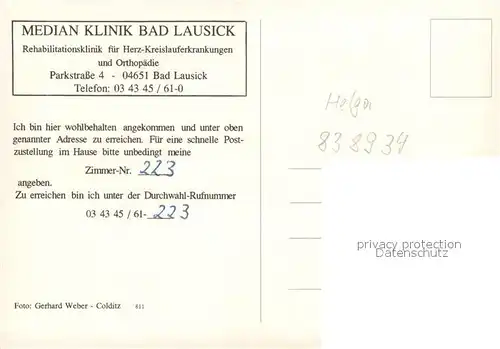 MEDIAN KLINIK BAD LAUSICK
Rehabilitationsklinik für Herz-Kreislauferkrankungen
und Orthopädie
Parkstraße 4 - 04651 Bad Lausick
Telefon: 03 43 45 / 61-0
Ich bin hier wohlbehalten angekommen und unter oben
genannter Adresse zu erreichen. Für eine schnelle Post-
zustellung im Hause bitte unbedingt meine
Zimmer-Nr. 223
angeben.
Zu erreichen bin ich unter der Durchwahl-Rufnummer
03 43 45 / 61-223
Foto: Gerhard Weber - Colditz 611
Helga
838934
privacy protection
Datenschutz